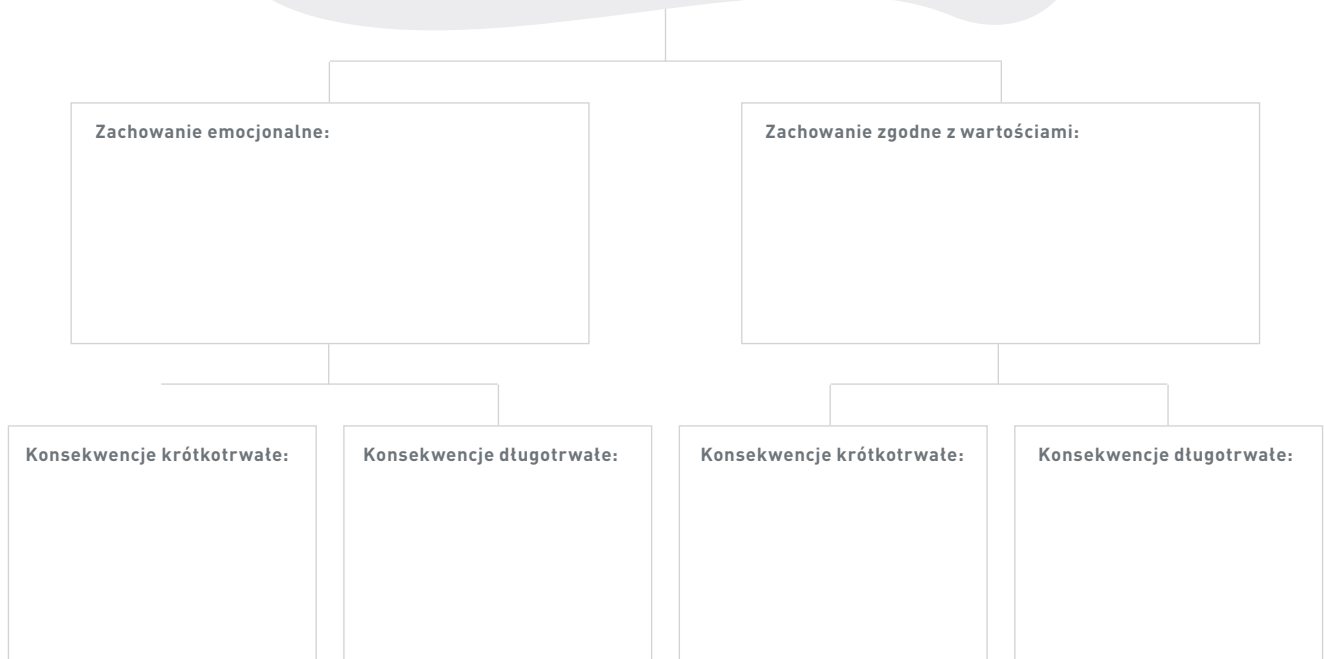 Zachowanie emocjonalne:
Zachowanie zgodne z wartościami:
Konsekwencje krótkotrwałe:
Konsekwencje długotrwałe:
Konsekwencje krótkotrwałe:
Konsekwencje długotrwałe: